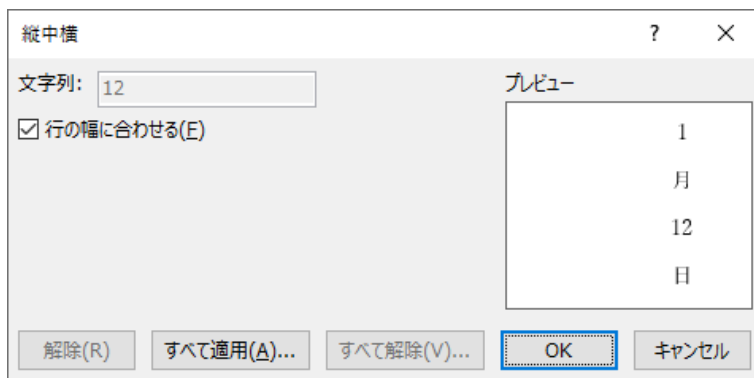 縦中横
?
×
文字列:
12
プレビュー
行の幅に合わせる(F)
1
月
12
日
解除(R)
すべて適用(A)...
すべて解除(V)...
OK
キャンセル